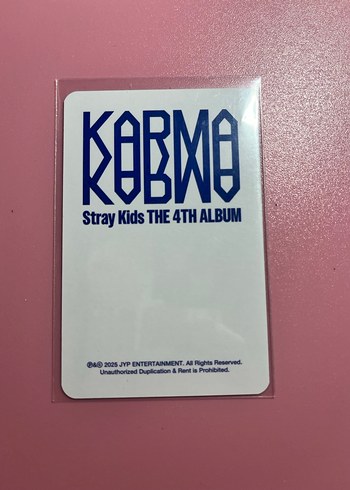 KARMA
Stray Kids THE 4TH ALBUM
℗&© 2025 JYP ENTERTAINMENT. All Rights Reserved.
Unauthorized Duplication & Rent is Prohibited.